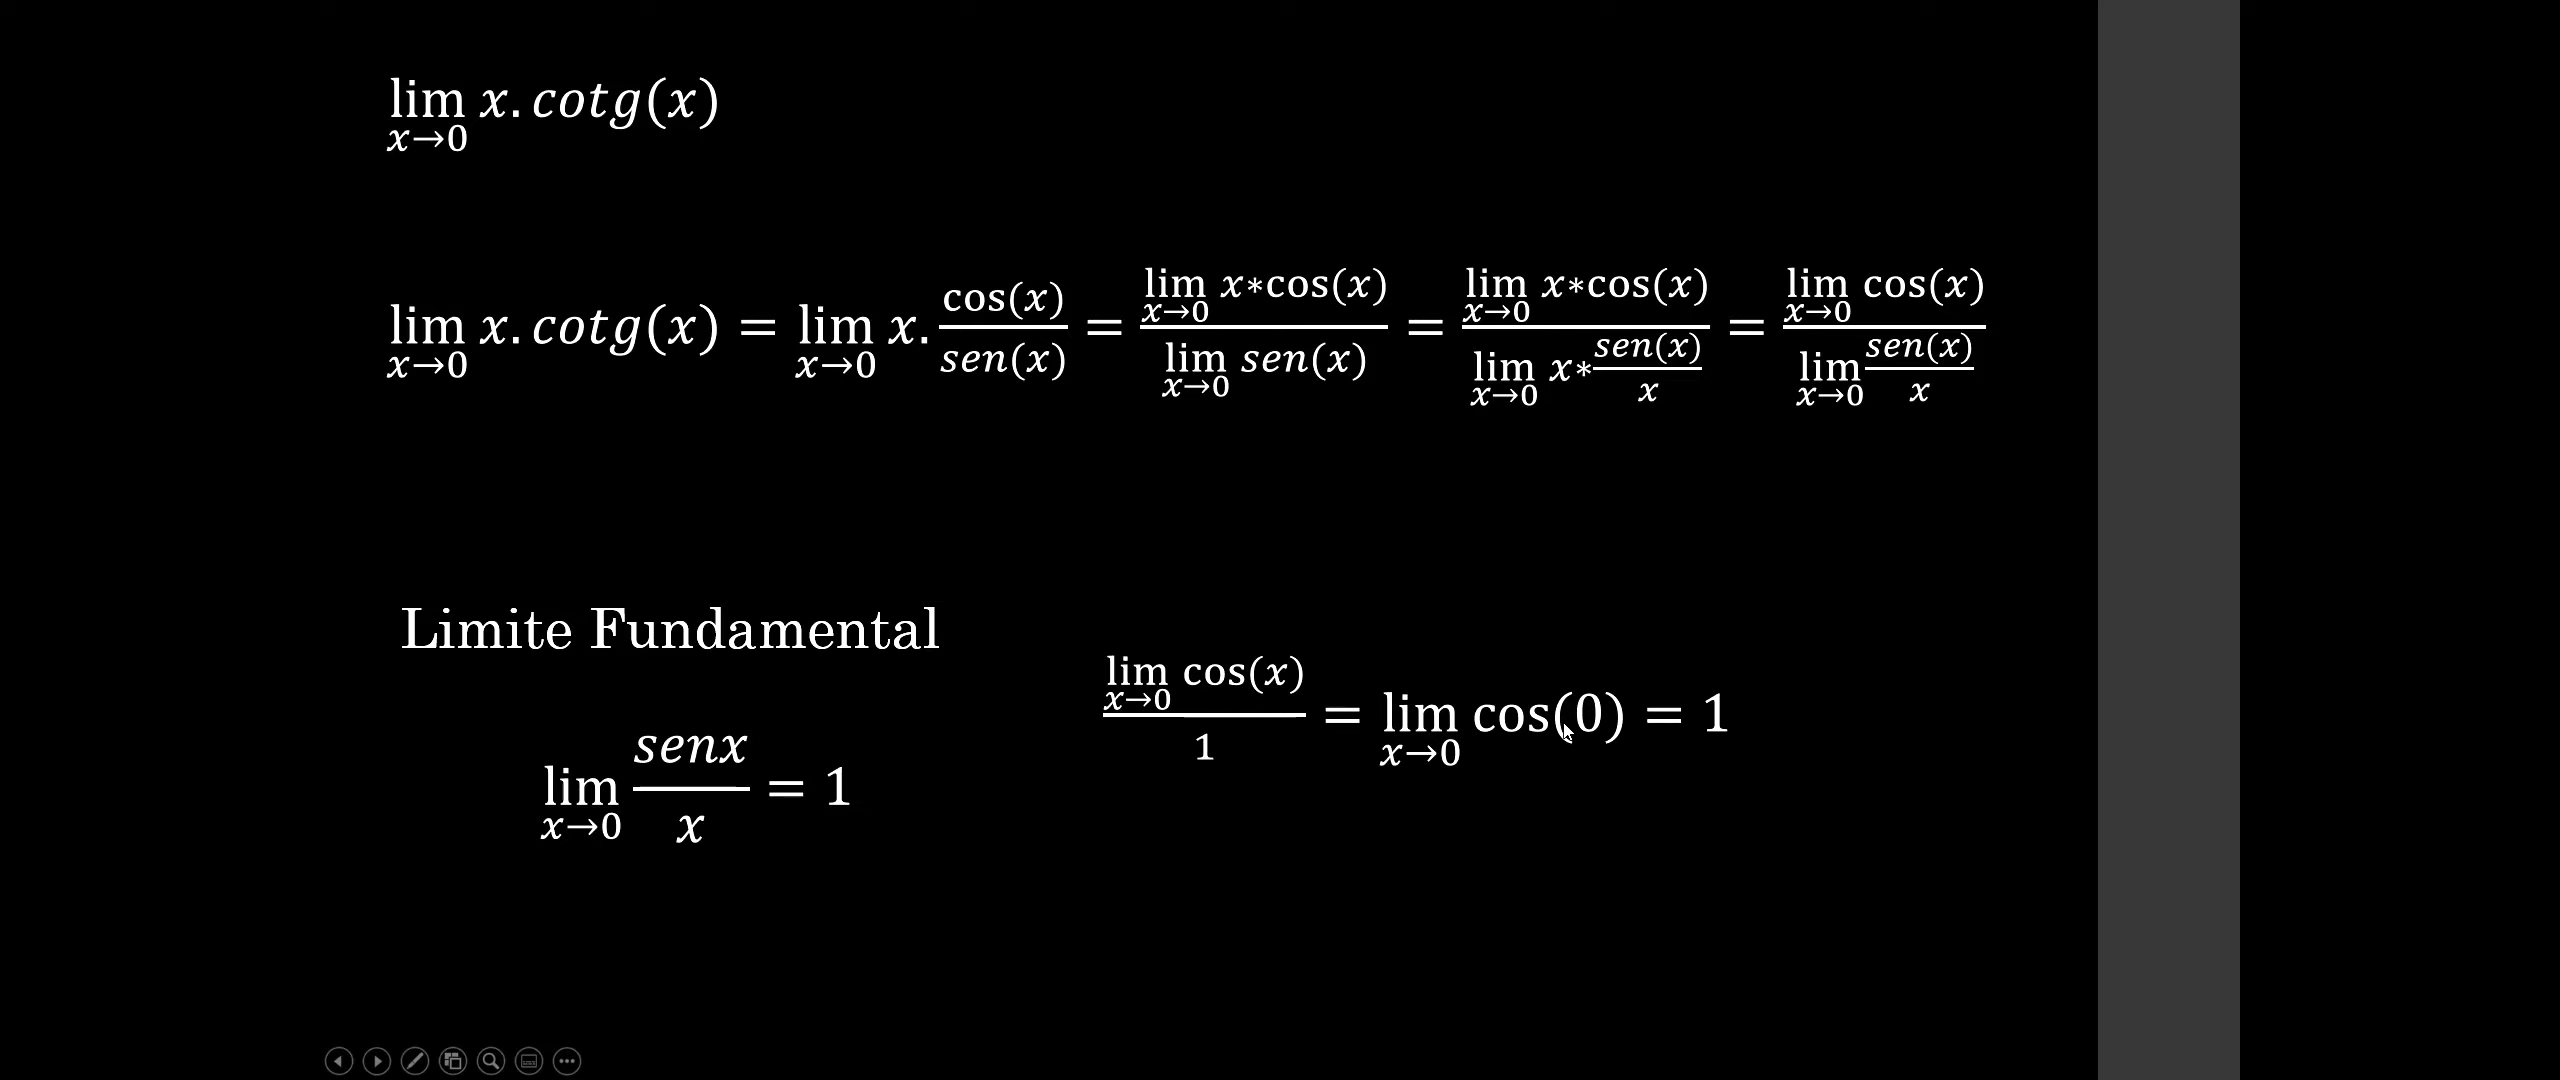 lim x→0 x. cotg(x)
lim x→0 x. cotg(x) = lim x→0 x. cos(x)/sen(x) = lim x→0 x*cos(x) / lim x→0 sen(x) = lim x→0 x*cos(x) / lim x→0 x*sen(x)/x = lim x→0 cos(x) / lim x→0 sen(x)/x
Limite Fundamental
lim x→0 senx/x = 1
lim x→0 cos(x) / 1 = lim x→0 cos(0) = 1